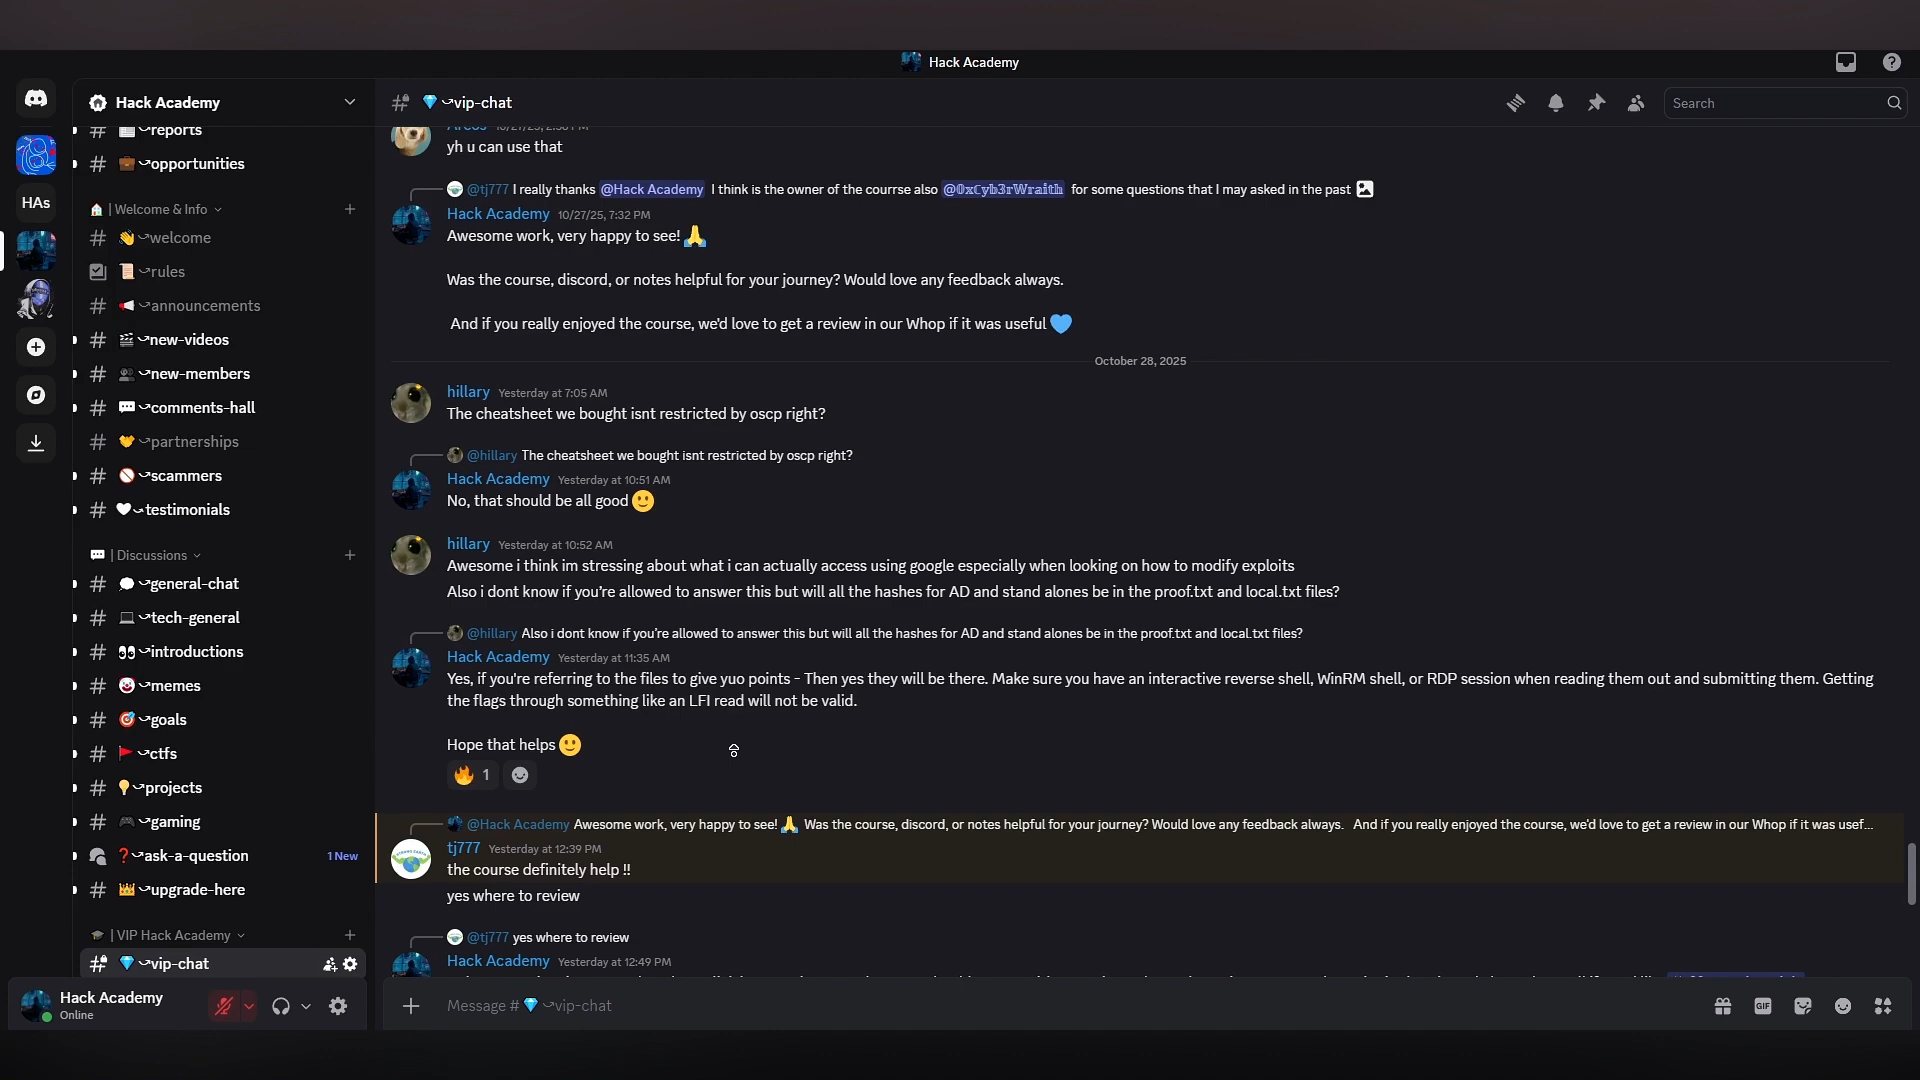 Hack Academy
Hack Academy
vip-chat
Search
reports
opportunities
| Welcome & Info
welcome
rules
announcements
new-videos
new-members
comments-hall
partnerships
scammers
testimonials
| Discussions
general-chat
tech-general
introductions
memes
goals
ctfs
projects
gaming
ask-a-question 1 New
upgrade-here
| VIP Hack Academy
vip-chat
HAs
Hack Academy
Online
yh u can use that
@tj777 I really thanks @Hack Academy I think is the owner of the courrse also @0xCyb3rWraith for some questions that I may asked in the past
Hack Academy 10/27/25, 7:32 PM
Awesome work, very happy to see! 🙏
Was the course, discord, or notes helpful for your journey? Would love any feedback always.
And if you really enjoyed the course, we'd love to get a review in our Whop if it was useful 💙
October 28, 2025
hillary Yesterday at 7:05 AM
The cheatsheet we bought isnt restricted by oscp right?
@hillary The cheatsheet we bought isnt restricted by oscp right?
Hack Academy Yesterday at 10:51 AM
No, that should be all good 🙂
hillary Yesterday at 10:52 AM
Awesome i think im stressing about what i can actually access using google especially when looking on how to modify exploits
Also i dont know if you're allowed to answer this but will all the hashes for AD and stand alones be in the proof.txt and local.txt files?
@hillary Also i dont know if you're allowed to answer this but will all the hashes for AD and stand alones be in the proof.txt and local.txt files?
Hack Academy Yesterday at 11:35 AM
Yes, if you're referring to the files to give yuo points - Then yes they will be there. Make sure you have an interactive reverse shell, WinRM shell, or RDP session when reading them out and submitting them. Getting
the flags through something like an LFI read will not be valid.
Hope that helps 🙂
🔥 1
@Hack Academy Awesome work, very happy to see! 🙏 Was the course, discord, or notes helpful for your journey? Would love any feedback always. And if you really enjoyed the course, we'd love to get a review in our Whop if it was usef...
tj777 Yesterday at 12:39 PM
the course definitely help !!
yes where to review
@tj777 yes where to review
Hack Academy Yesterday at 12:49 PM
Message # 💎 vip-chat
GIF